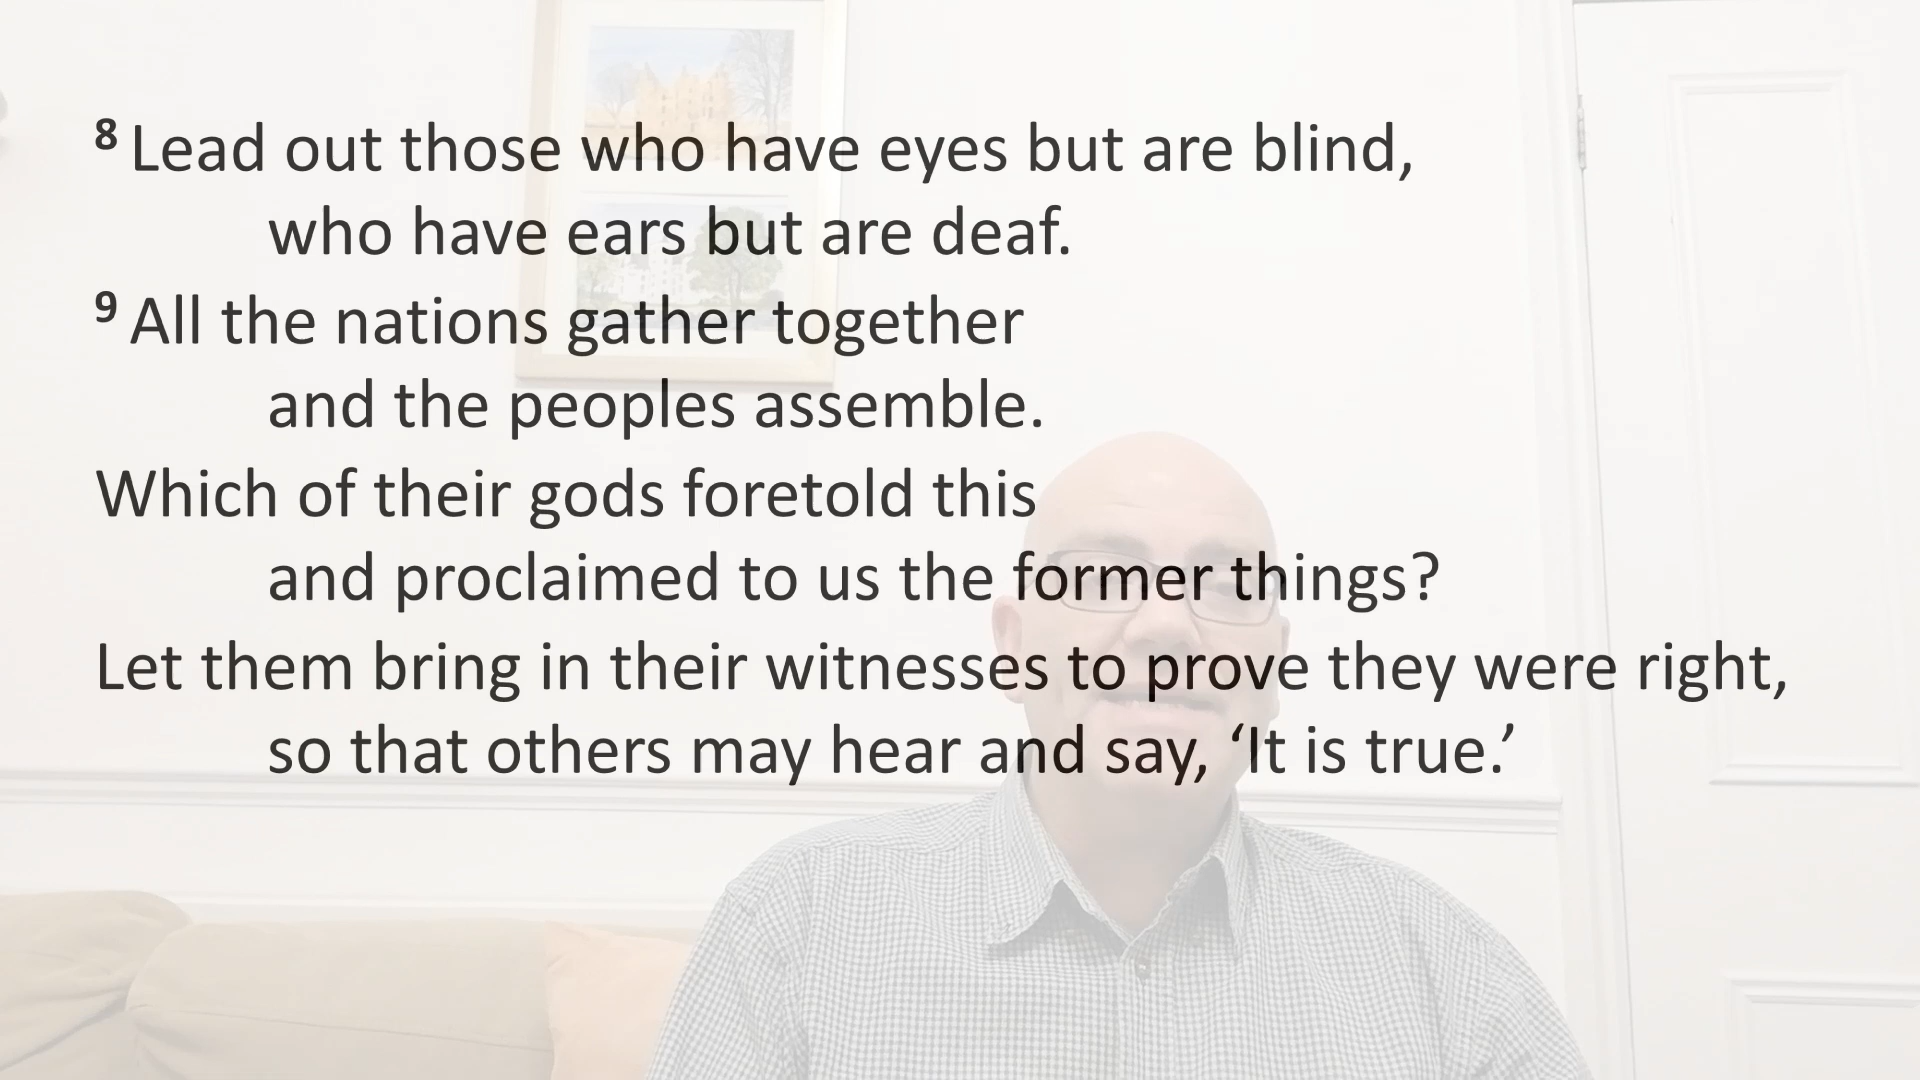 8 Lead out those who have eyes but are blind,
who have ears but are deaf.
9 All the nations gather together
and the peoples assemble.
Which of their gods foretold this
and proclaimed to us the former things?
Let them bring in their witnesses to prove they were right,
so that others may hear and say, ‘It is true.’